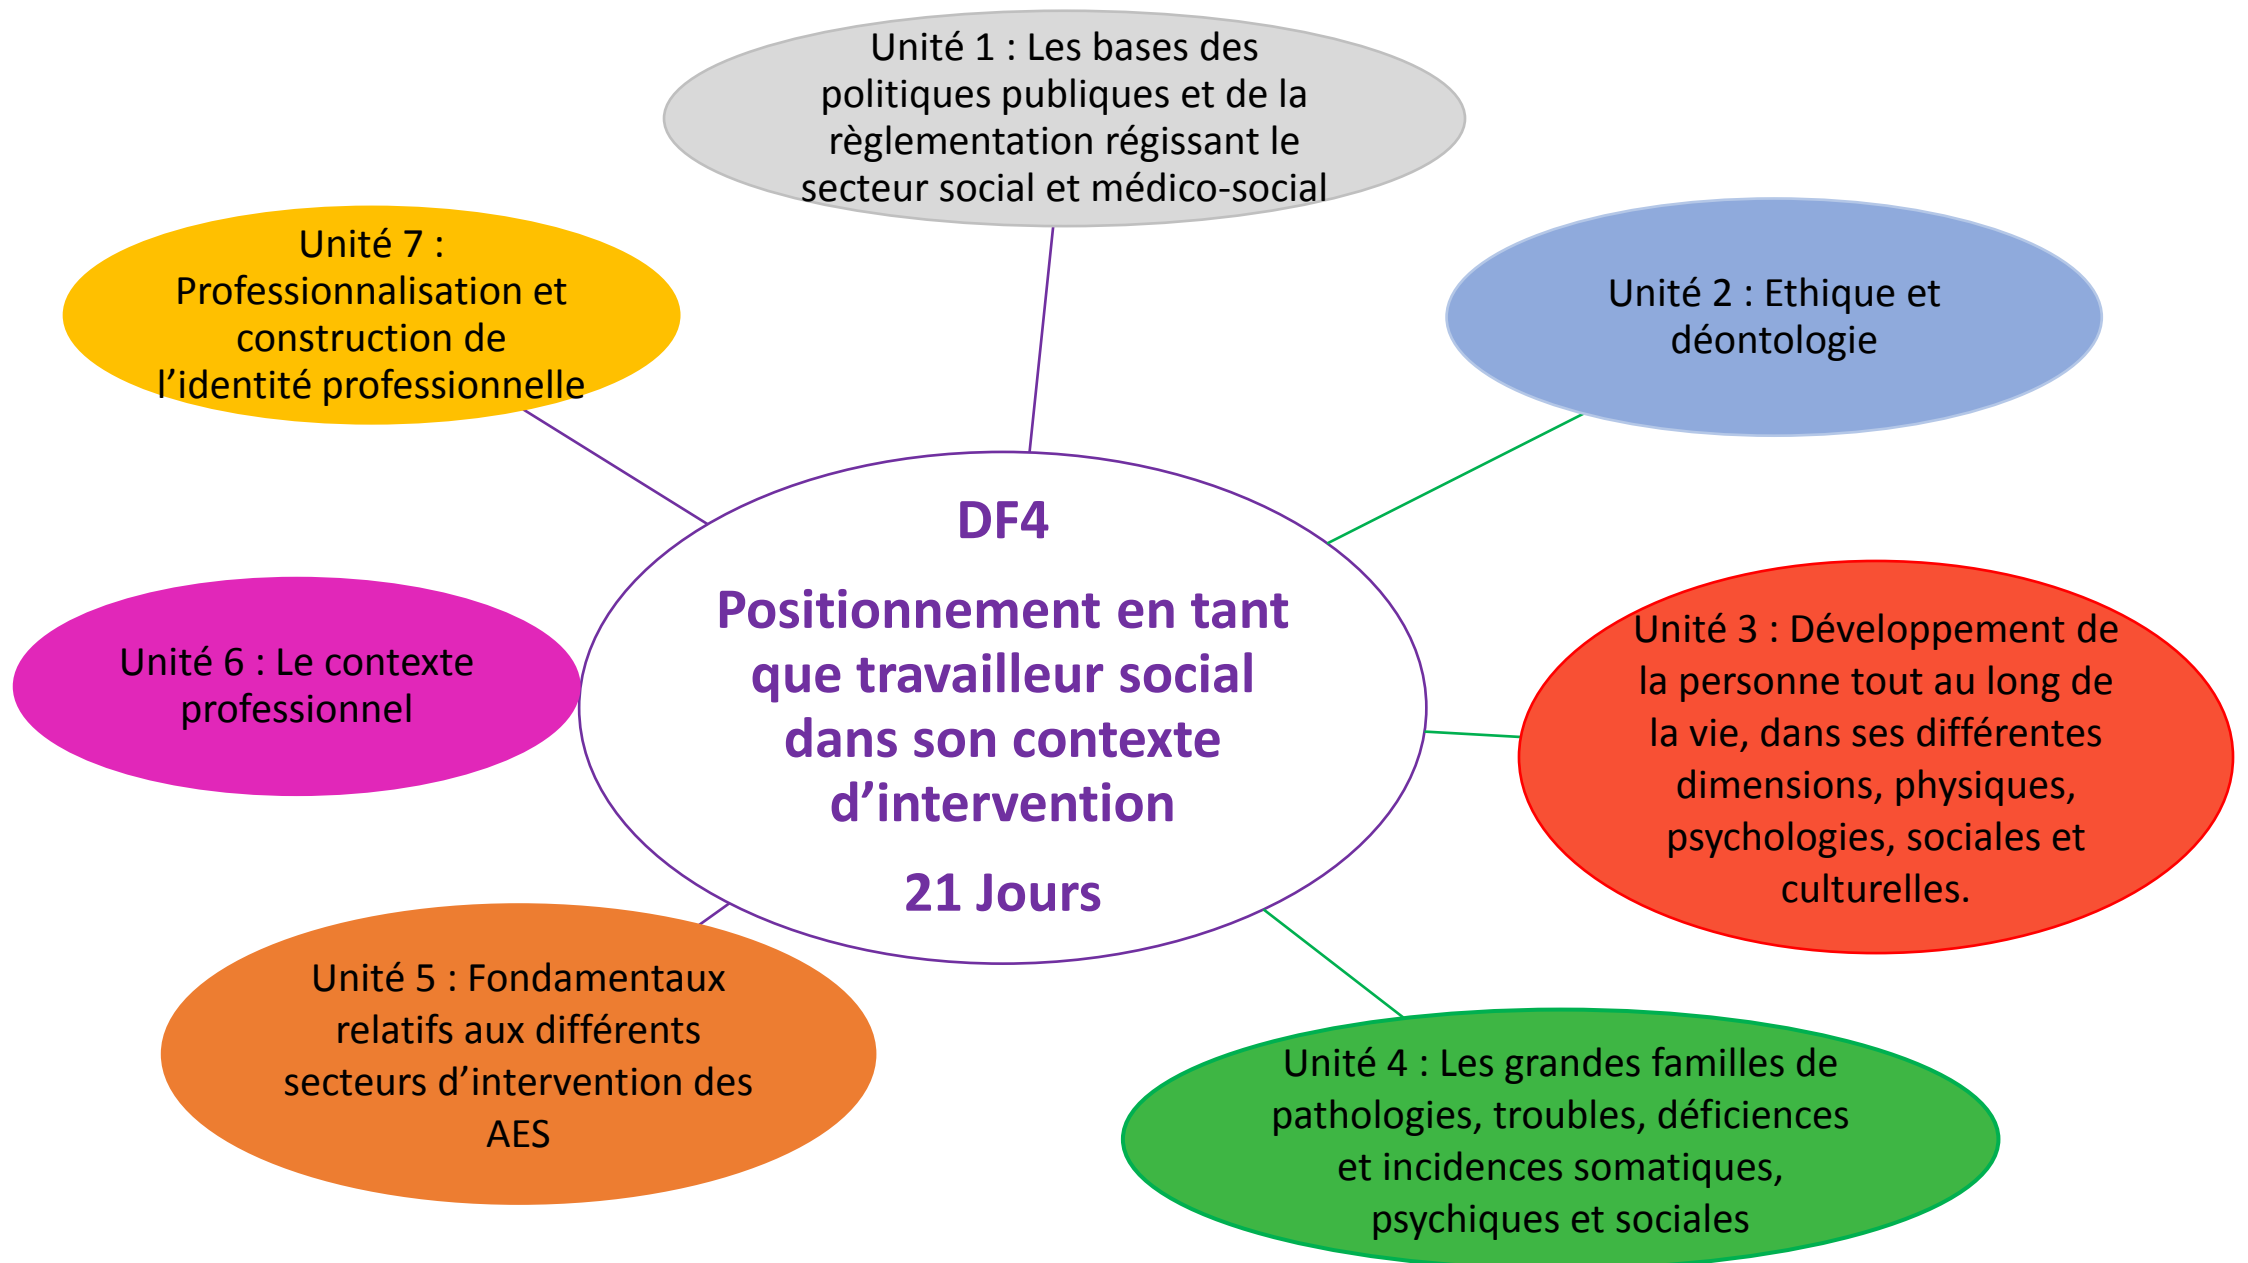 Unité 1 : Les bases des
politiques publiques et de la
règlementation régissant le
secteur social et médico-social
Unité 7 :
Professionnalisation et
construction de
l’identité professionnelle
Unité 2 : Ethique et
déontologie
DF4
Positionnement en tant
que travailleur social
dans son contexte
d’intervention
21 Jours
Unité 6 : Le contexte
professionnel
Unité 3 : Développement de
la personne tout au long de
la vie, dans ses différentes
dimensions, physiques,
psychologies, sociales et
culturelles.
Unité 5 : Fondamentaux
relatifs aux différents
secteurs d’intervention des
AES
Unité 4 : Les grandes familles de
pathologies, troubles, déficiences
et incidences somatiques,
psychiques et sociales